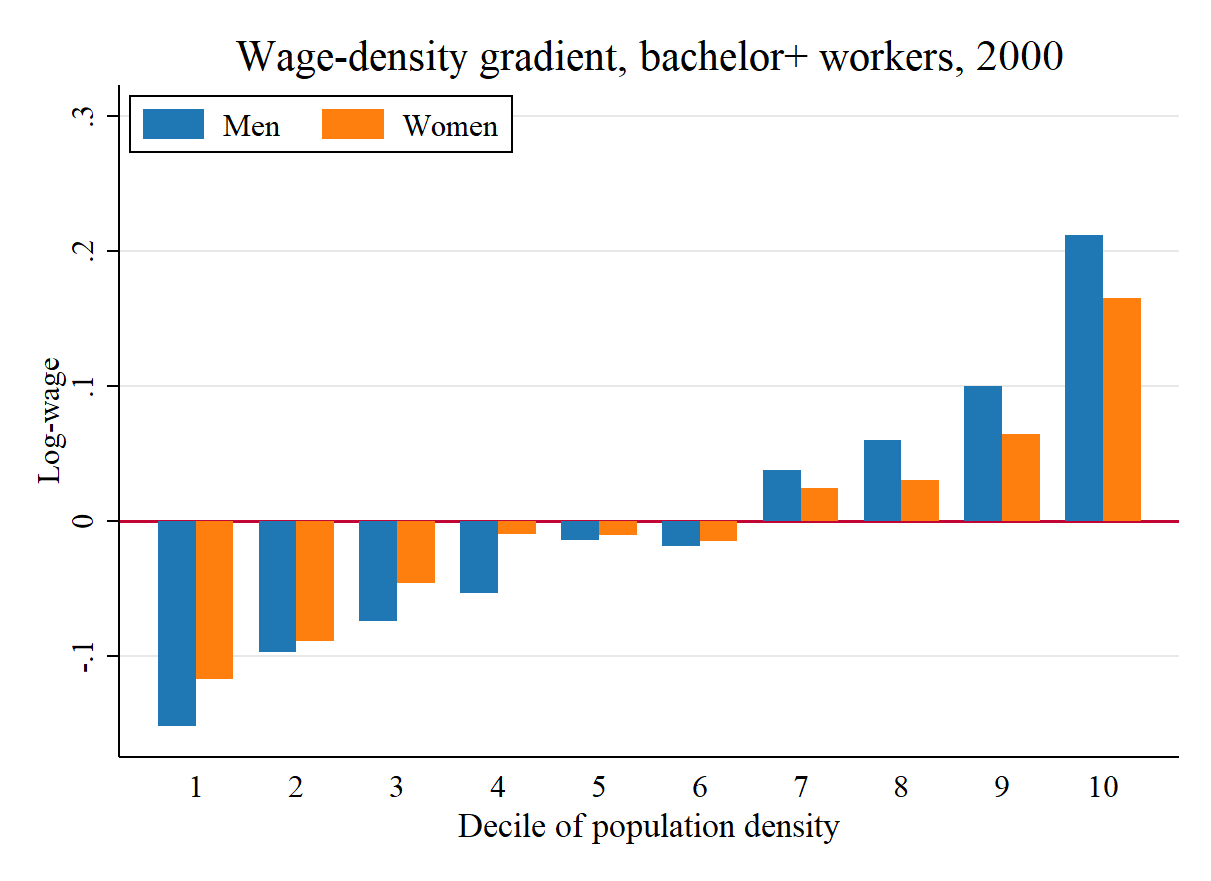 Wage-density gradient, bachelor+ workers, 2000
Men Women
Log-wage
.3
.2
.1
0
-.1
1 2 3 4 5 6 7 8 9 10
Decile of population density